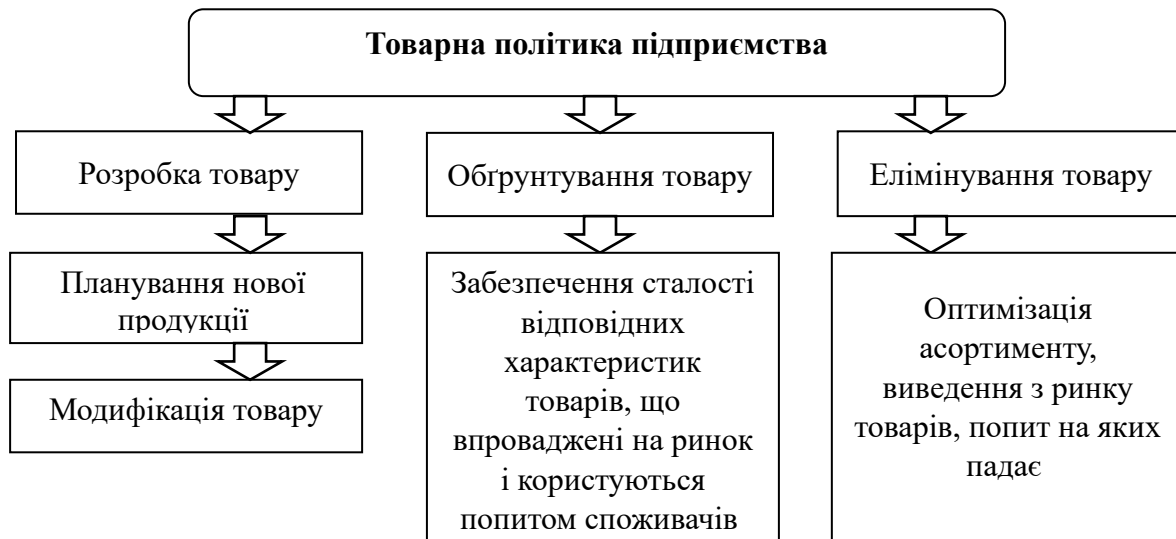 Товарна політика підприємства
Розробка товару
Обґрунтування товару
Елімінування товару
Планування нової
продукції
Модифікація товару
Забезпечення сталості
відповідних
характеристик
товарів, що
впроваджені на ринок
і користуються
попитом споживачів
Оптимізація
асортименту,
виведення з ринку
товарів, попит на яких
падає